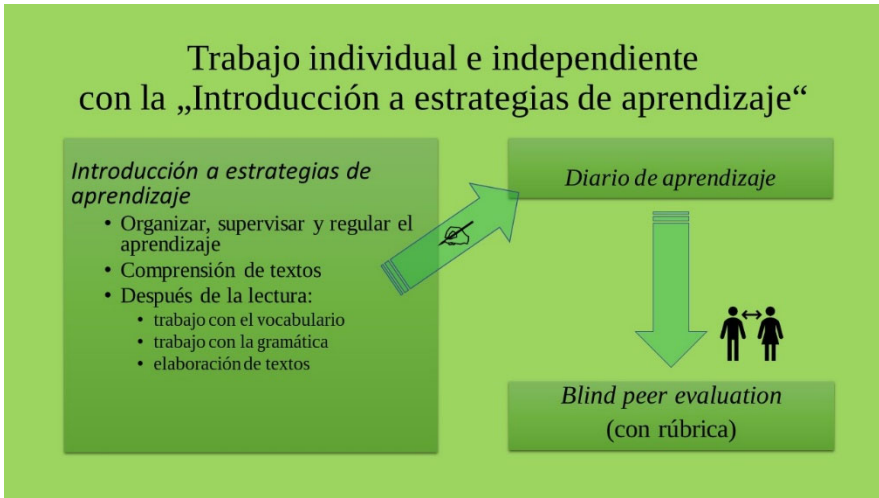 Trabajo individual e independiente
con la „Introducción a estrategias de aprendizaje“
Introducción a estrategias de
aprendizaje
• Organizar, supervisar y regular el
aprendizaje
• Comprensión de textos
• Después de la lectura:
• trabajo con el vocabulario
• trabajo con la gramática
• elaboración de textos
Diario de aprendizaje
Blind peer evaluation
(con rúbrica)